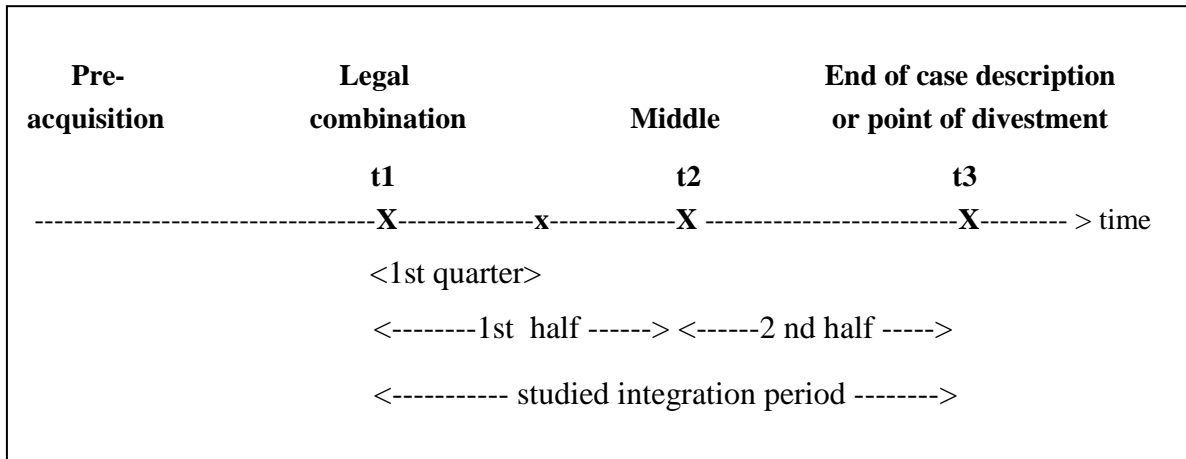 Pre- Legal End of case description
acquisition combination Middle or point of divestment
t1 t2 t3
-----------------------------------X--------------x-------------X --------------------------X--------- > time
<1st quarter>
<--------1st  half ------> <------2 nd half ----->
<----------- studied integration period -------->